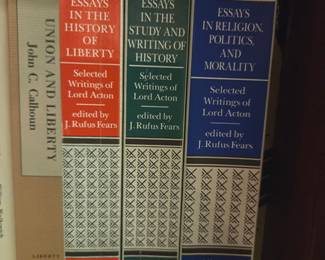 UNION AND LIBERTY
John C. Calhoun
LIBERTY
ESSAYS
IN THE
HISTORY OF
LIBERTY
Selected
Writings of
Lord Acton
edited by
J. Rufus Fears
ESSAYS
IN THE
STUDY AND
WRITING OF
HISTORY
Selected
Writings of
Lord Acton
edited by
J. Rufus Fears
ESSAYS
IN RELIGION,
POLITICS,
AND
MORALITY
Selected
Writings of
Lord Acton
edited by
J. Rufus Fears